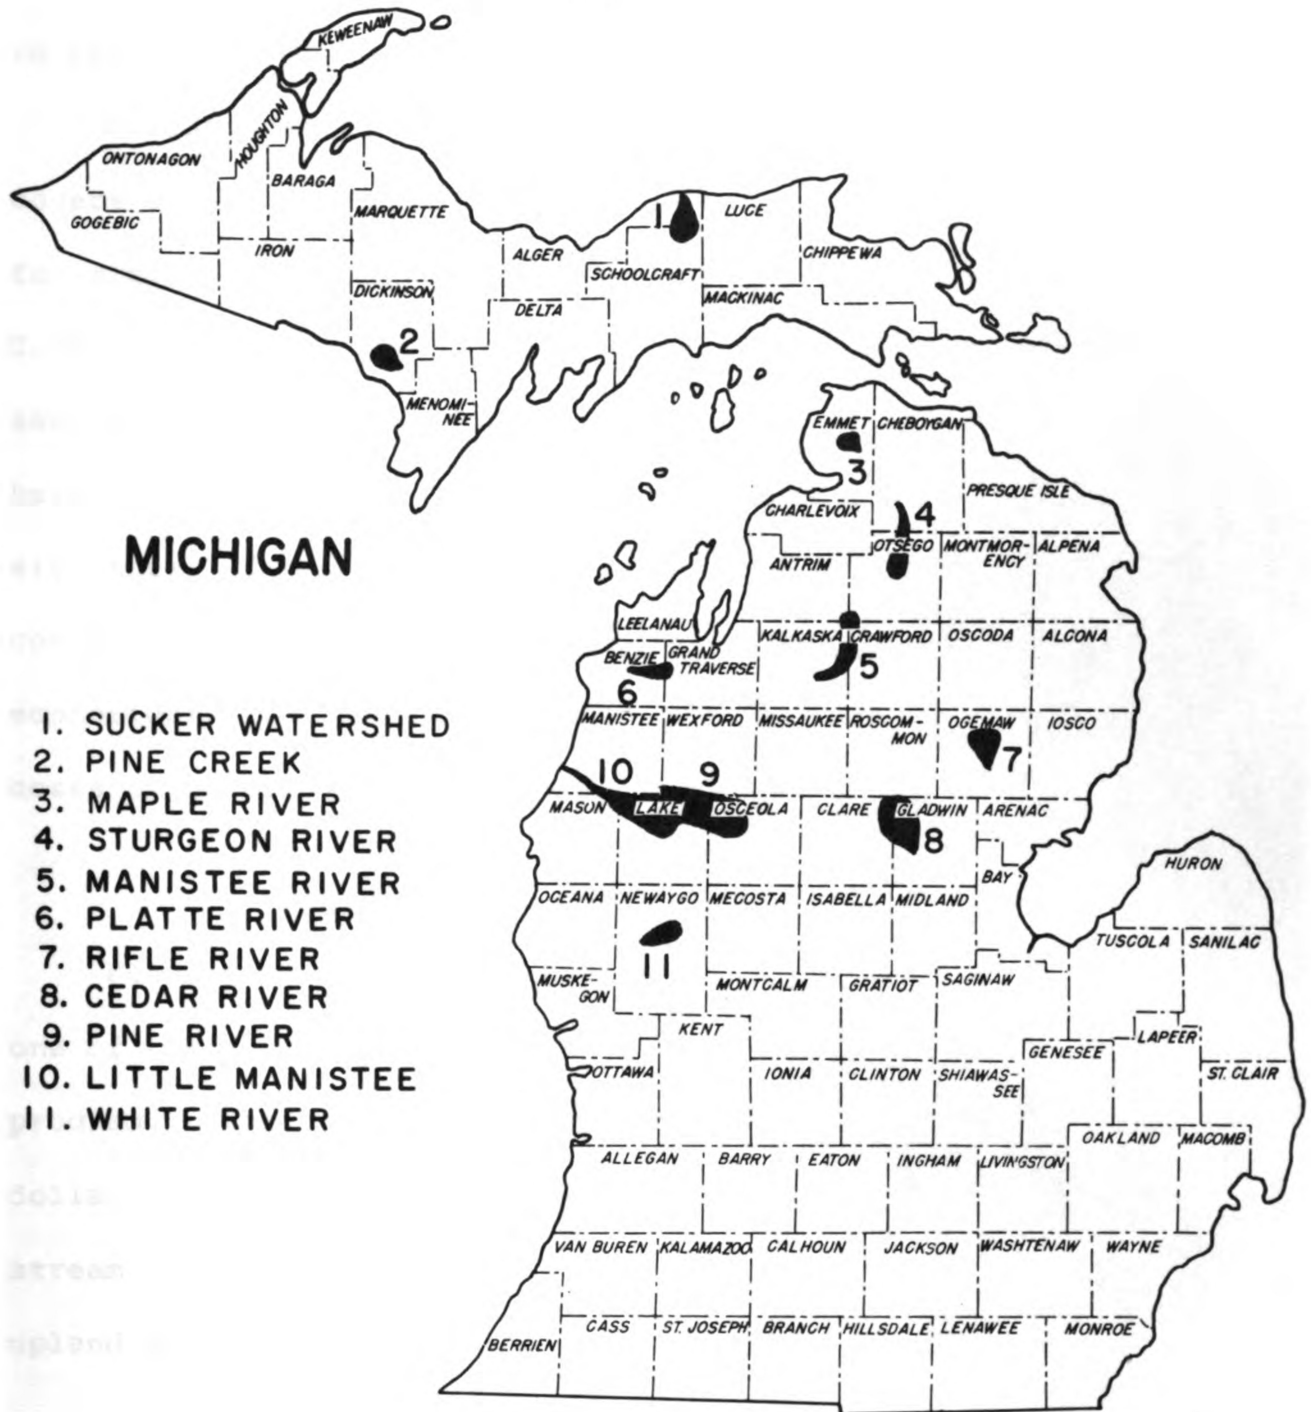 KEWEENAW
HOUGHTON
ONTONAGON
BARAGA
GOGEBIC
MARQUETTE
IRON
1
LUCE
ALGER
CHIPPEWA
SCHOOLCRAFT
DICKINSON
MACKINAC
DELTA
2
MENOMI-
NEE
EMMET
CHEBOYGAN
3
PRESQUE ISLE
CHARLEVOIX
4
OTSEGO
MONTMOR-
ENCY
ALPENA
ANTRIM
MICHIGAN
LEELANAU
KALKASKA
CRAWFORD
OSCODA
ALCONA
BENZIE
GRAND
TRAVERSE
5
6
MANISTEE
WEXFORD
MISSAUKEE
ROSCOM-
MON
OGEMAW
IOSCO
7
10
9
MASON
LAKE
OSCEOLA
CLARE
GLADWIN
ARENAC
8
BAY
HURON
OCEANA
NEWAYGO
MECOSTA
ISABELLA
MIDLAND
11
TUSCOLA
SANILAC
MUSKE-
GON
MONTCALM
GRATIOT
SAGINAW
KENT
LAPEER
GENESEE
OTTAWA
IONIA
CLINTON
SHIAWAS-
SEE
ST. CLAIR
OAKLAND
MACOMB
ALLEGAN
BARRY
EATON
INGHAM
LIVINGSTON
VAN BUREN
KALAMAZOO
CALHOUN
JACKSON
WASHTENAW
WAYNE
BERRIEN
CASS
ST. JOSEPH
BRANCH
HILLSDALE
LENAWEE
MONROE
1. SUCKER WATERSHED
2. PINE CREEK
3. MAPLE RIVER
4. STURGEON RIVER
5. MANISTEE RIVER
6. PLATTE RIVER
7. RIFLE RIVER
8. CEDAR RIVER
9. PINE RIVER
10. LITTLE MANISTEE
11. WHITE RIVER